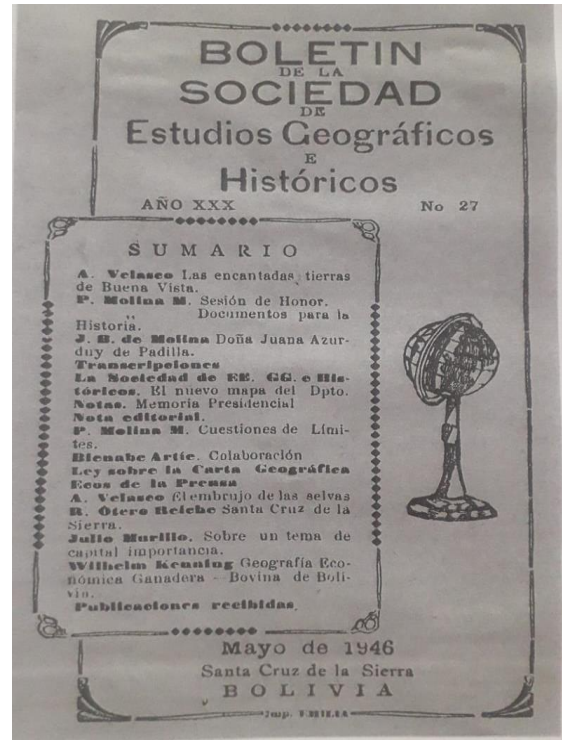 BOLETIN
DE LA
SOCIEDAD
DE
Estudios Geográficos
E
Históricos
AÑO XXX No 27
SUMARIO
A. Velasco Las encantadas tierras
de Buena Vista.
P. Molina M. Sesión de Honor.
,, Documentos para la
Historia.
J. B. de Molina Doña Juana Azur-
duy de Padilla.
Transcripciones
La Sociedad de EE. GG. e His-
tóricos. El nuevo mapa del Dpto.
Notas. Memoria Presidencial
Nota editorial.
P. Molina M. Cuestiones de Lími-
tes.
Bienabe Artie. Colaboración
Ley sobre la Carta Geográfica
Ecos de la Prensa
A. Velasco El embrujo de las selvas
R. Otero Reiche Santa Cruz de la
Sierra.
Julio Murillo. Sobre un tema de
capital importancia.
Wilhelm Kenning Geografía Eco-
nómica Ganadera - Bovina de Boli-
via.
Publicaciones recibidas.
Mayo de 1946
Santa Cruz de la Sierra
BOLIVIA
Imp. EMILIA